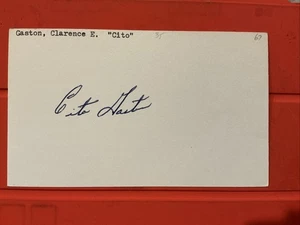 Gaston, Clarence E. "Cito"
Cito Gaston